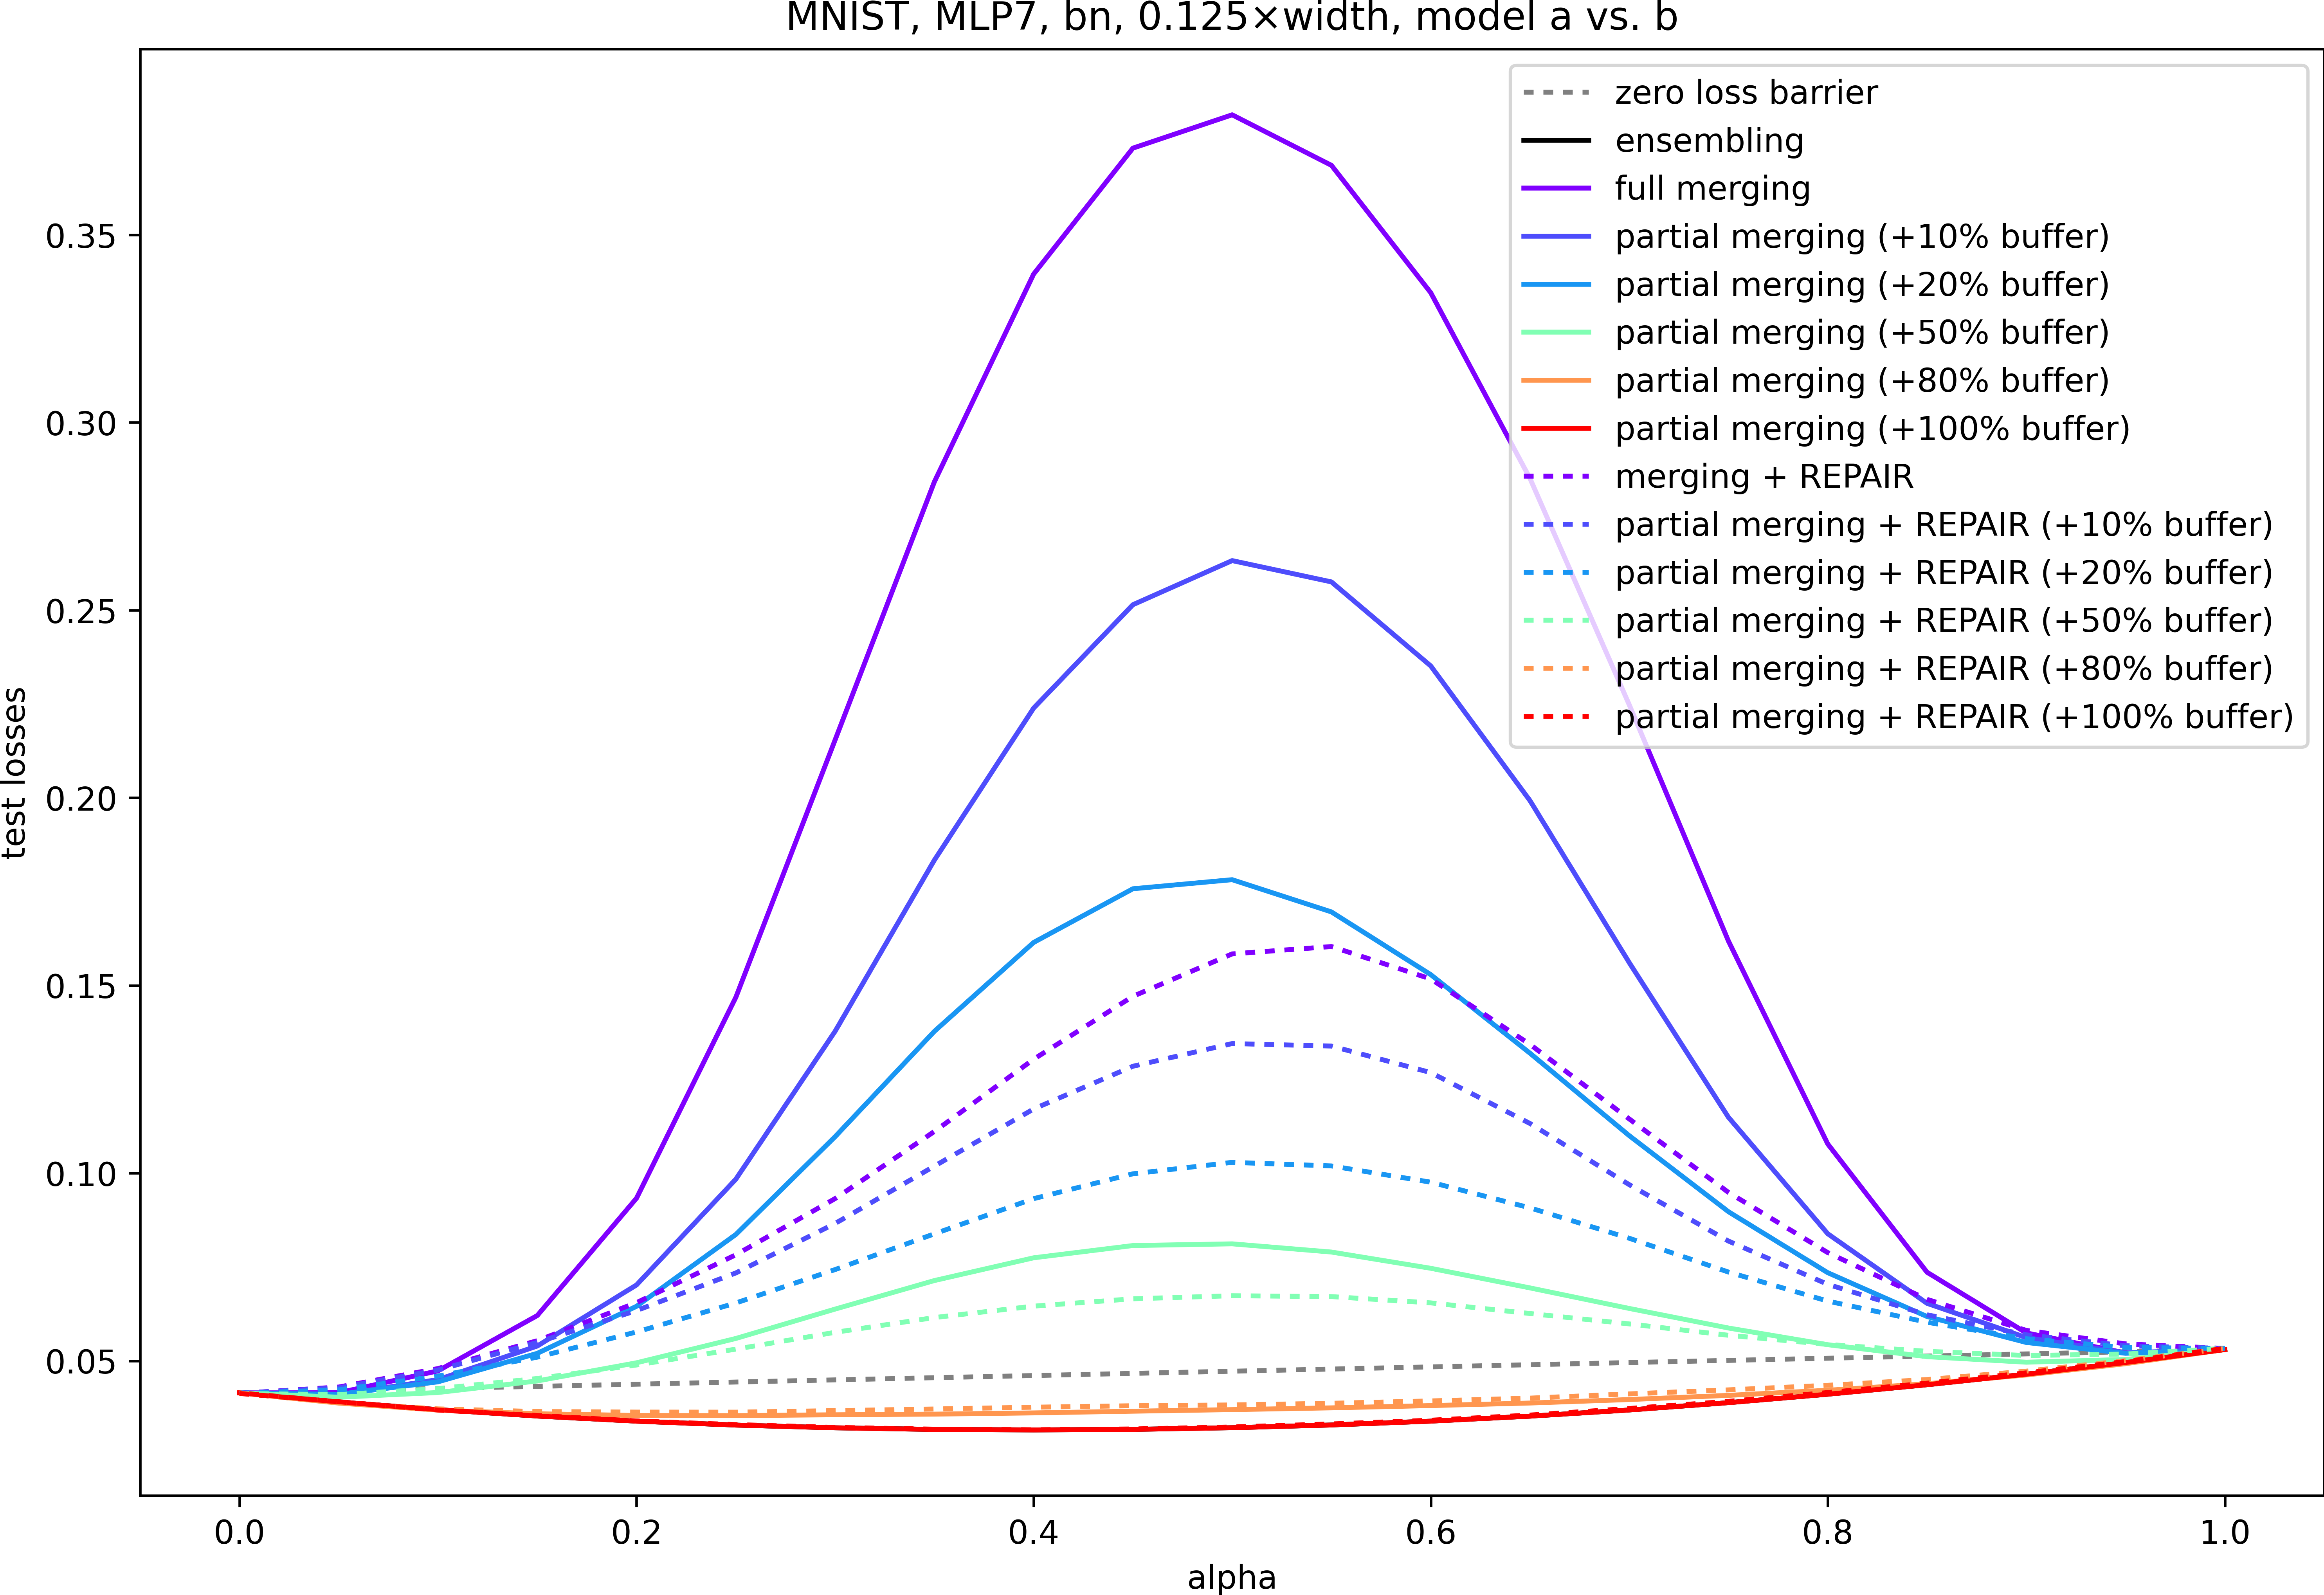 MNIST, MLP7, bn, 0.125×width, model a vs. b
zero loss barrier
ensembling
full merging
partial merging (+10% buffer)
partial merging (+20% buffer)
partial merging (+50% buffer)
partial merging (+80% buffer)
partial merging (+100% buffer)
merging + REPAIR
partial merging + REPAIR (+10% buffer)
partial merging + REPAIR (+20% buffer)
partial merging + REPAIR (+50% buffer)
partial merging + REPAIR (+80% buffer)
partial merging + REPAIR (+100% buffer)
test losses
0.35
0.30
0.25
0.20
0.15
0.10
0.05
0.0 0.2 0.4 0.6 0.8 1.0
alpha